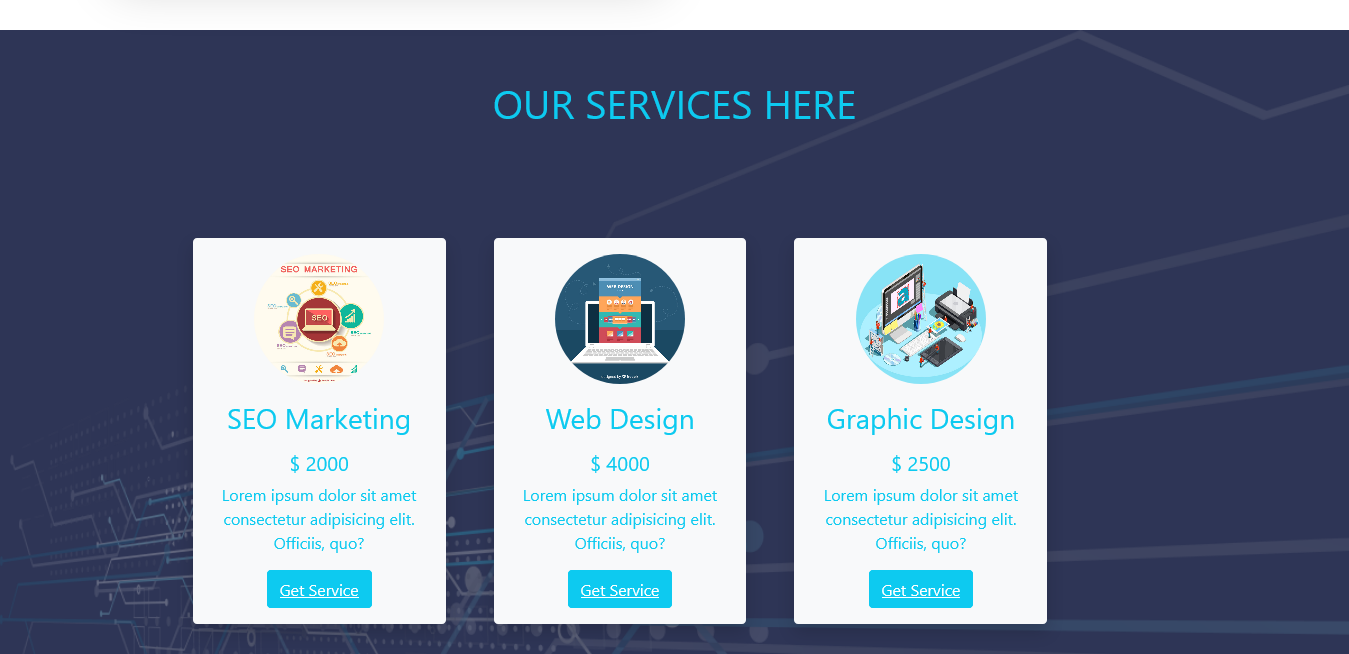 OUR SERVICES HERE
SEO MARKETING
SEO
SEO Marketing
$ 2000
Lorem ipsum dolor sit amet
consectetur adipisicing elit.
Officiis, quo?
Get Service
WEB DESIGN
Web Design
$ 4000
Lorem ipsum dolor sit amet
consectetur adipisicing elit.
Officiis, quo?
Get Service
Graphic Design
$ 2500
Lorem ipsum dolor sit amet
consectetur adipisicing elit.
Officiis, quo?
Get Service